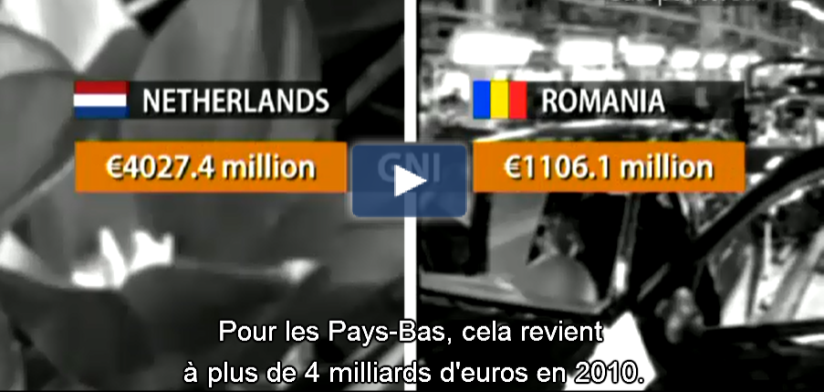 NETHERLANDS
ROMANIA
€4027.4 million
GNI
€1106.1 million
Pour les Pays-Bas, cela revient
à plus de 4 milliards d'euros en 2010.